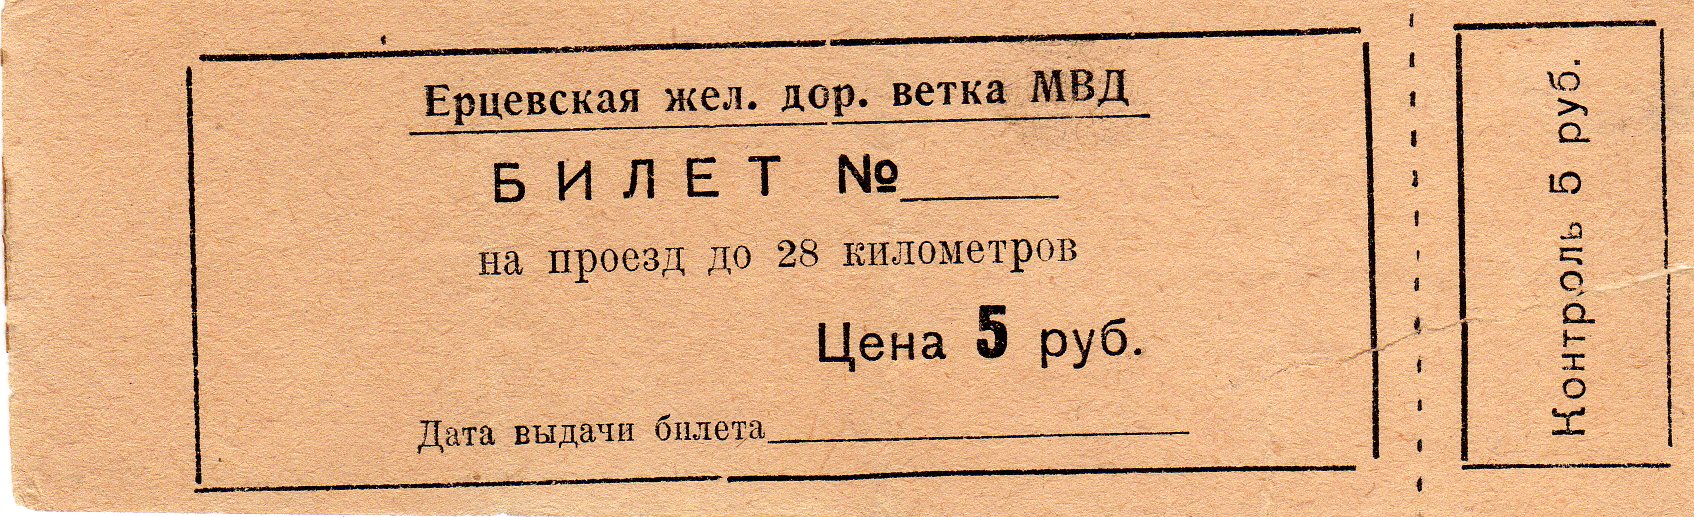 Ерцевская жел. дор. ветка МВД
БИЛЕТ №
на проезд до 28 километров
Цена 5 руб.
Дата выдачи билета
Контроль 5 руб.